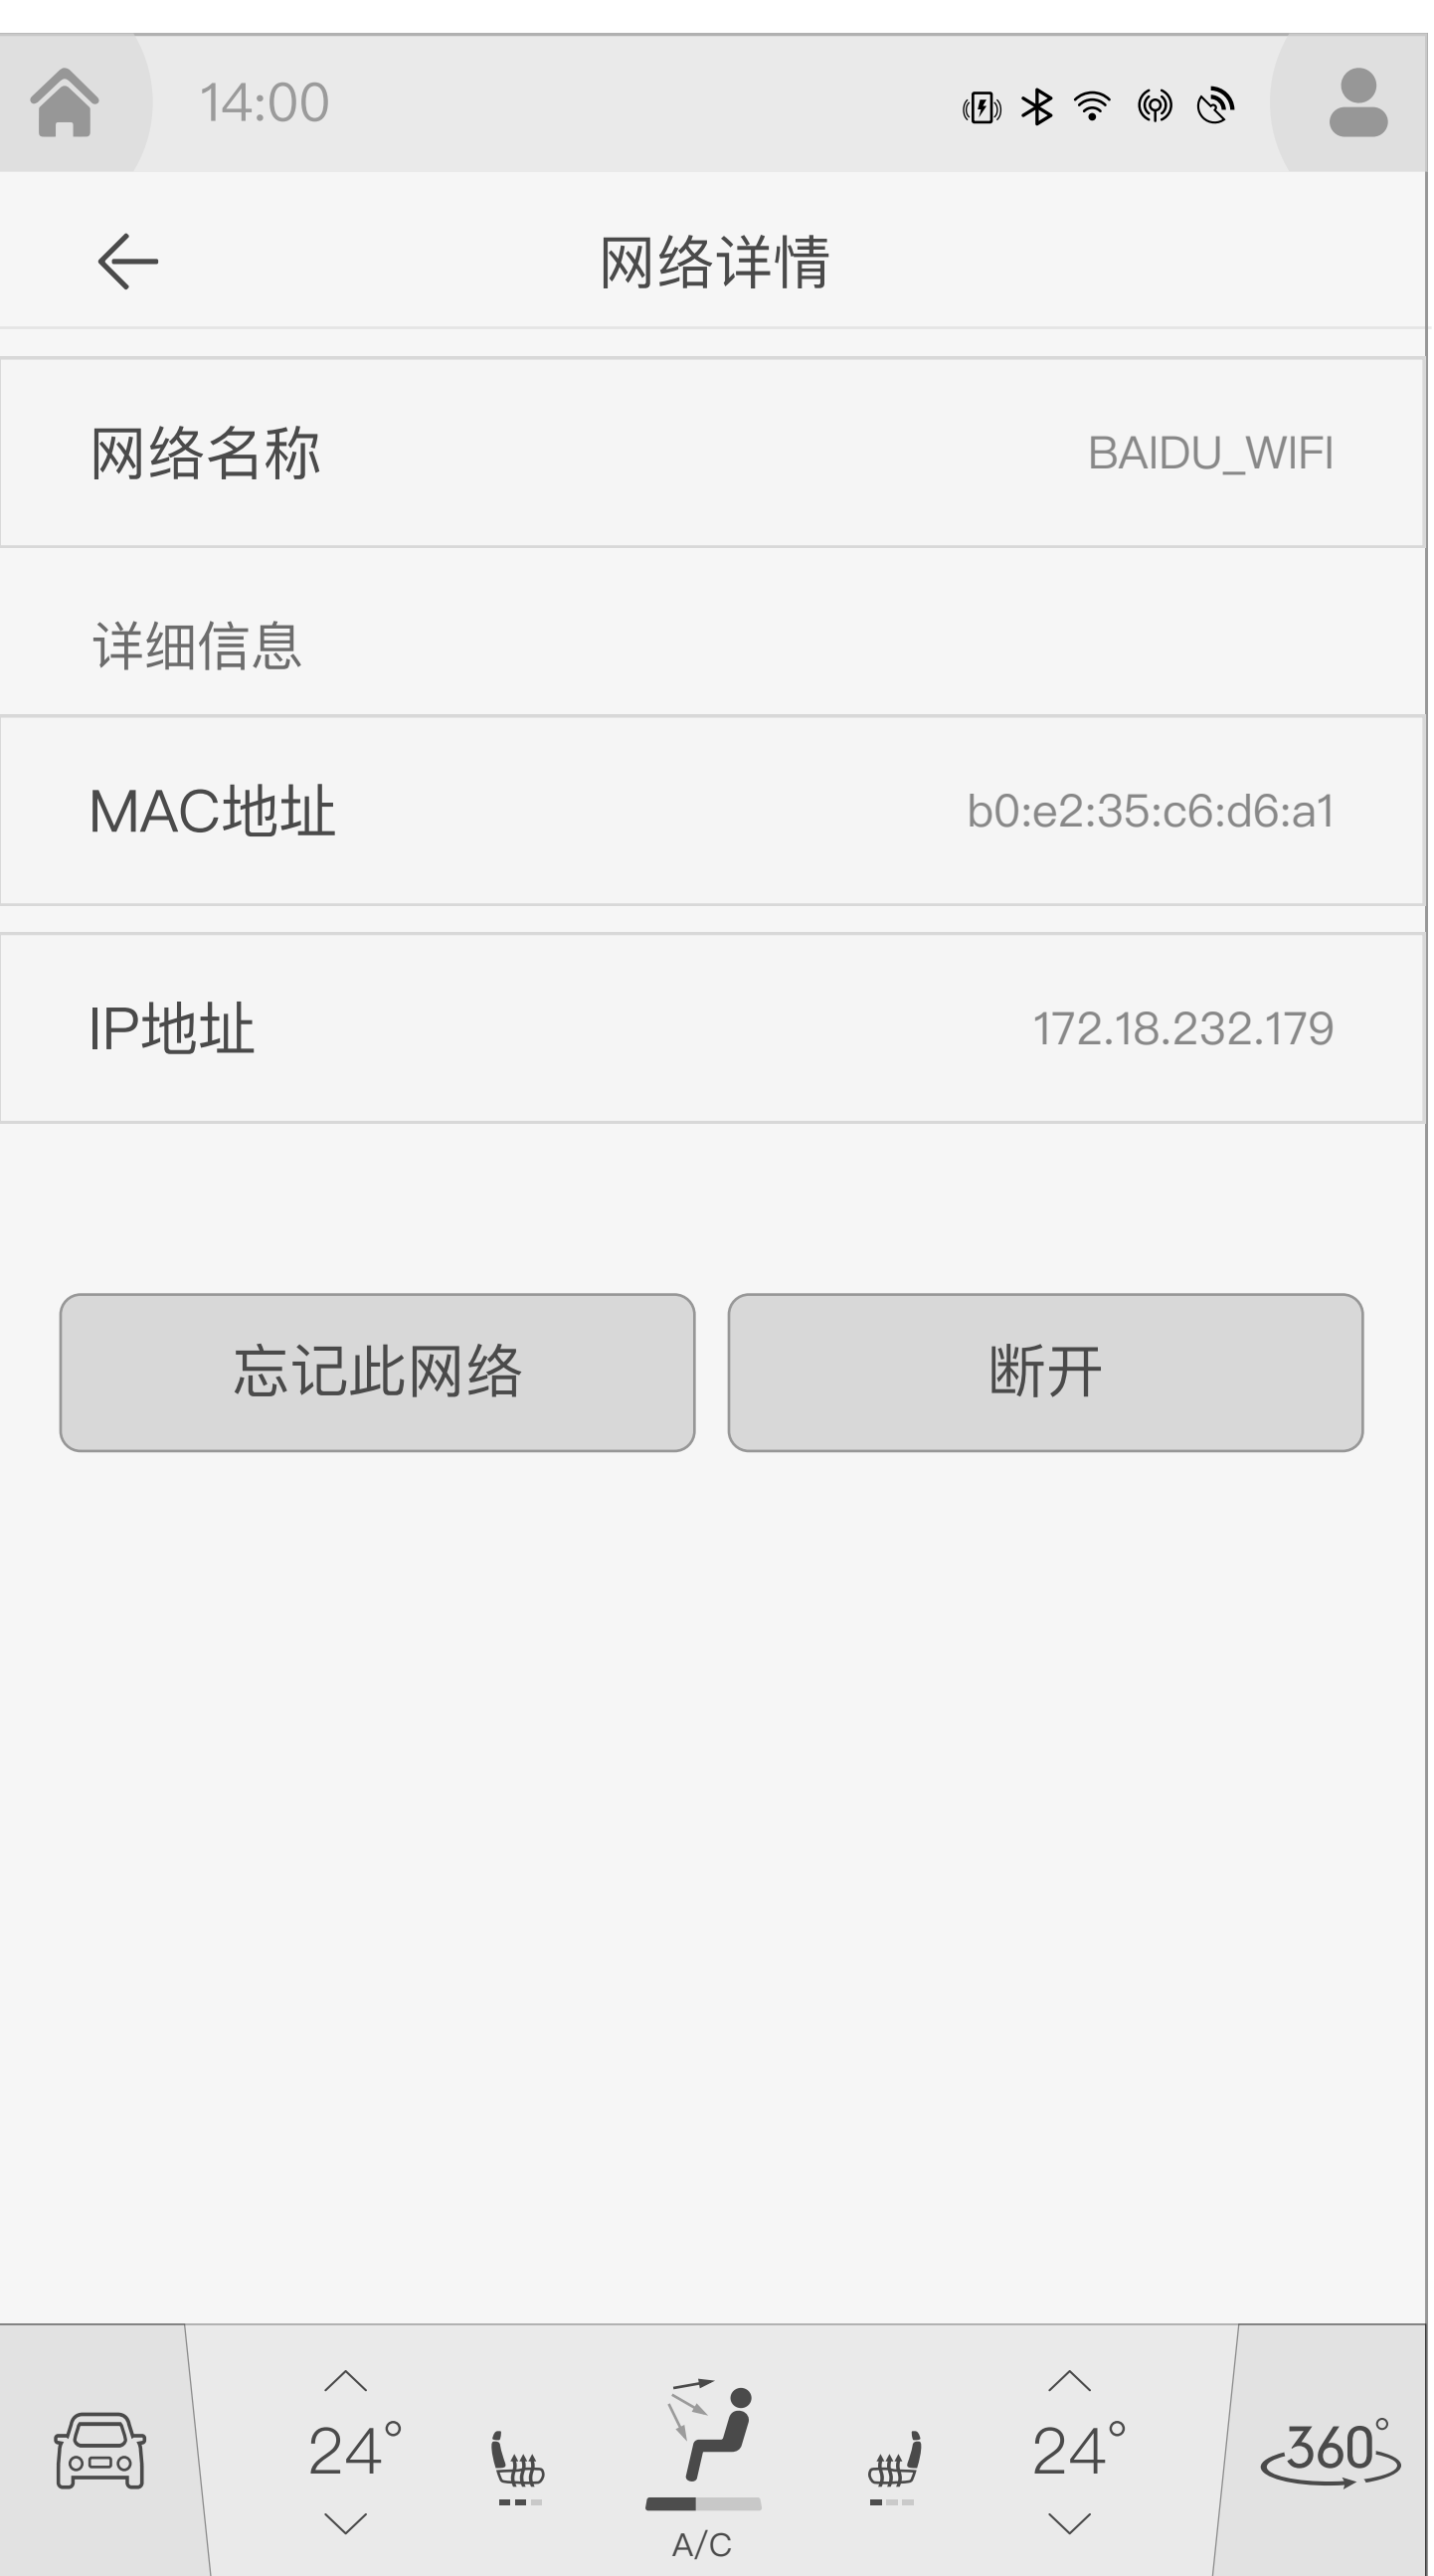 14:00
网络详情
网络名称 BAIDU_WIFI
详细信息
MAC地址 b0:e2:35:c6:d6:a1
IP地址 172.18.232.179
忘记此网络 断开
24° 24° 360°
A/C